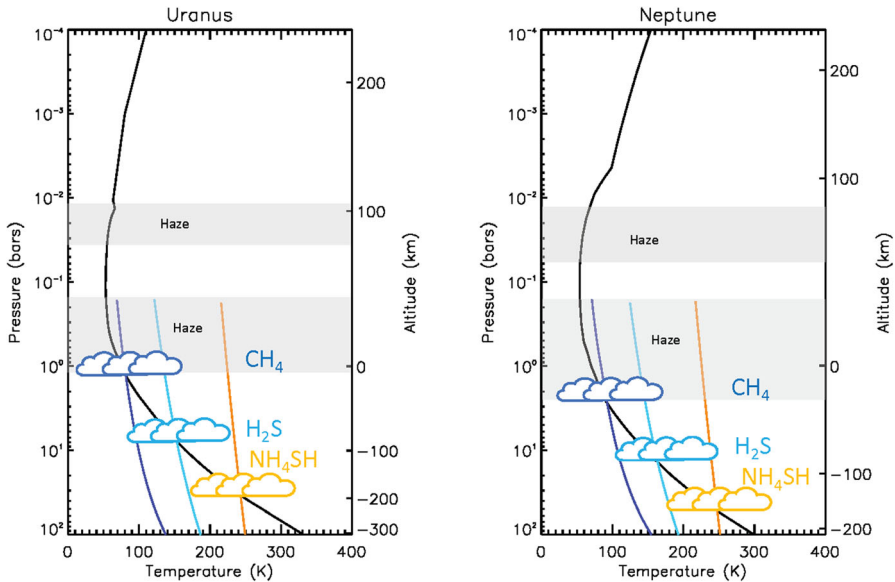 Uranus
Pressure (bars)
10⁻⁴
10⁻³
10⁻²
10⁻¹
10⁰
10¹
10²
Haze
Haze
CH₄
H₂S
NH₄SH
200
100
0
−100
−200
−300
Altitude (km)
0 100 200 300 400
Temperature (K)
Neptune
Pressure (bars)
10⁻⁴
10⁻³
10⁻²
10⁻¹
10⁰
10¹
10²
Haze
Haze
CH₄
H₂S
NH₄SH
200
100
0
−100
−200
Altitude (km)
0 100 200 300 400
Temperature (K)